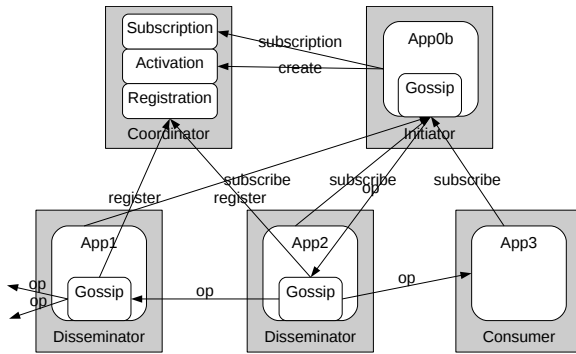 Subscription
App0b
subscription
Activation
create
Gossip
Registration
Coordinator
Initiator
subscribe
subscribe
subscribe
op
register
register
App1
App2
App3
op
op
op
op
Gossip
Gossip
Disseminator
Disseminator
Consumer